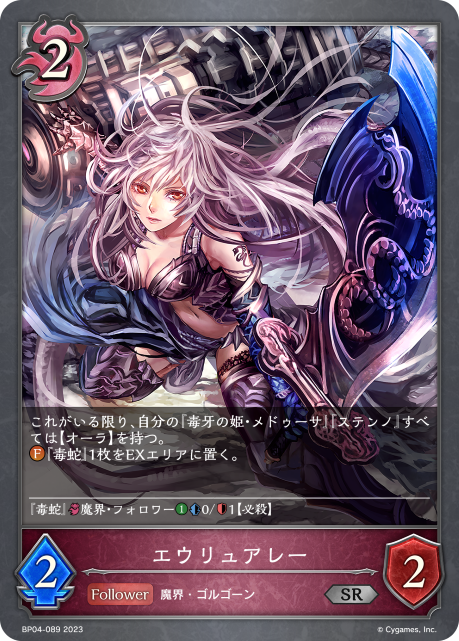 2
これがいる限り、自分の『毒牙の姫・メドゥーサ』『ステンノ』すべ
ては【オーラ】を持つ。
F『毒蛇』1枚をEXエリアに置く。
『毒蛇』魔界・フォロワー 1 0/1【必殺】
エウリュアレー
2
Follower 魔界・ゴルゴーン SR
2
BP04-089 2023 © Cygames, Inc.